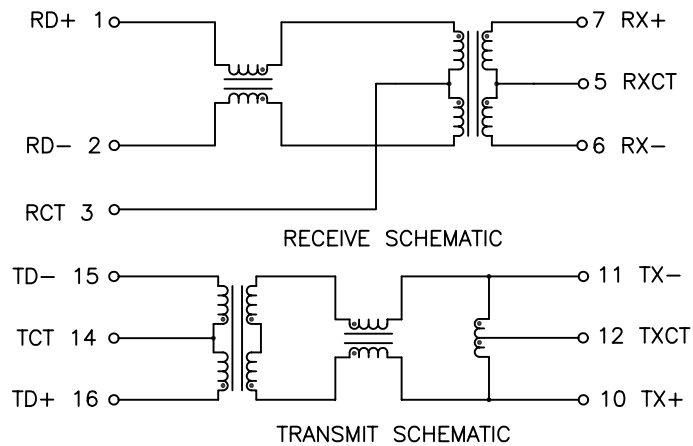 RD+ 1
7 RX+
5 RXCT
RD- 2
6 RX-
RCT 3
RECEIVE SCHEMATIC
TD- 15
11 TX-
TCT 14
12 TXCT
TD+ 16
10 TX+
TRANSMIT SCHEMATIC